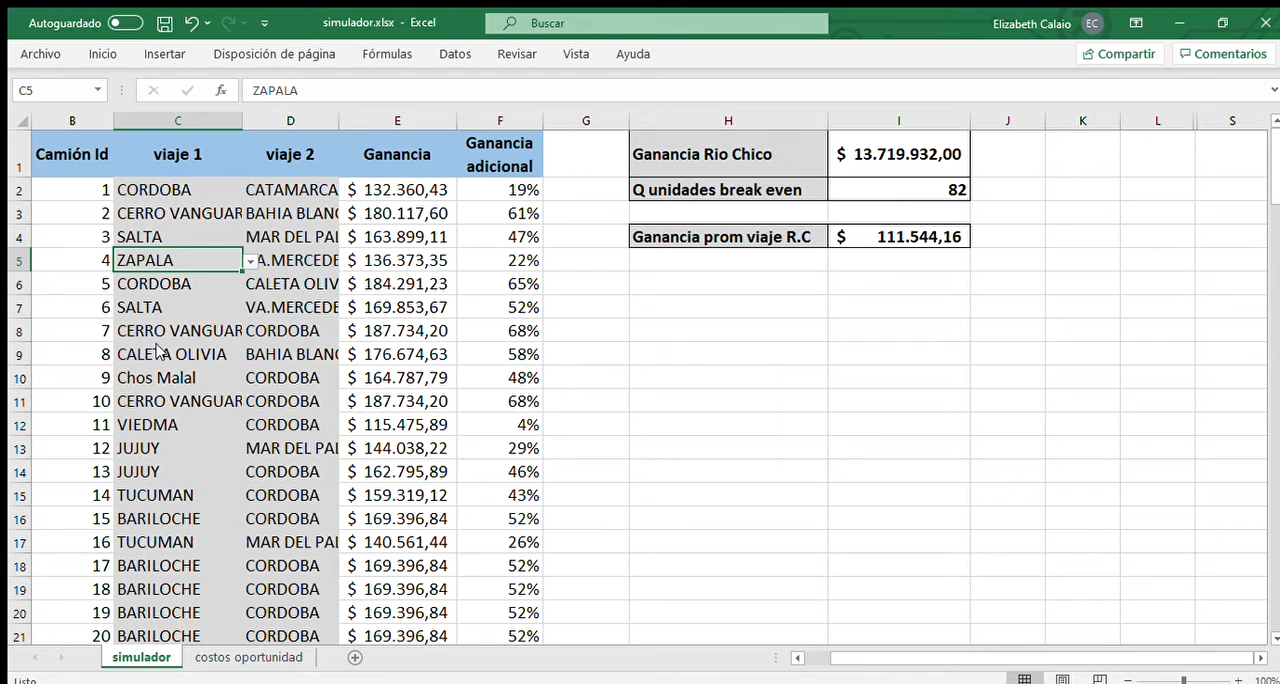 Autoguardado simulador.xlsx - Excel Buscar Elizabeth Calaio EC
Archivo Inicio Insertar Disposición de página Fórmulas Datos Revisar Vista Ayuda Compartir Comentarios
C5 fx ZAPALA
B C D E F G H I J K L P S
1 Camión Id viaje 1 viaje 2 Ganancia Ganancia adicional Ganancia Rio Chico $ 13.719.932,00
2 1 CORDOBA CATAMARCA $ 132.360,43 19% Q unidades break even 82
3 2 CERRO VANGUAR BAHIA BLANC $ 180.117,60 61%
4 3 SALTA MAR DEL PAL $ 163.899,11 47% Ganancia prom viaje R.C $ 111.544,16
5 4 ZAPALA A.MERCEDE $ 136.373,35 22%
6 5 CORDOBA CALETA OLIV $ 184.291,23 65%
7 6 SALTA VA.MERCEDE $ 169.853,67 52%
8 7 CERRO VANGUAR CORDOBA $ 187.734,20 68%
9 8 CALETA OLIVIA BAHIA BLANC $ 176.674,63 58%
10 9 Chos Malal CORDOBA $ 164.787,79 48%
11 10 CERRO VANGUAR CORDOBA $ 187.734,20 68%
12 11 VIEDMA CORDOBA $ 115.475,89 4%
13 12 JUJUY MAR DEL PAL $ 144.038,22 29%
14 13 JUJUY CORDOBA $ 162.795,89 46%
15 14 TUCUMAN CORDOBA $ 159.319,12 43%
16 15 BARILOCHE CORDOBA $ 169.396,84 52%
17 16 TUCUMAN MAR DEL PAL $ 140.561,44 26%
18 17 BARILOCHE CORDOBA $ 169.396,84 52%
19 18 BARILOCHE CORDOBA $ 169.396,84 52%
20 19 BARILOCHE CORDOBA $ 169.396,84 52%
21 20 BARILOCHE CORDOBA $ 169.396,84 52%
simulador costos oportunidad
Listo 100%